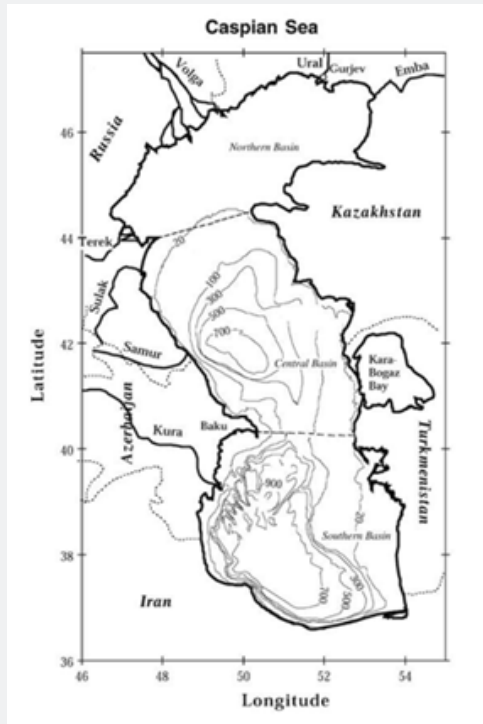 Caspian Sea
Volga
Ural
Gurjev
Emba
46
Russia
Northern Basin
Kazakhstan
44
Terek
20
100
300
500
700
Sulak
42
Samur
Central Basin
Kara-
Bogaz
Bay
Latitude
Azerbaijan
Kura
Baku
40
Turkmenistan
900
20
38
Southern Basin
Iran
700
500
300
36
46
48
50
52
54
Longitude